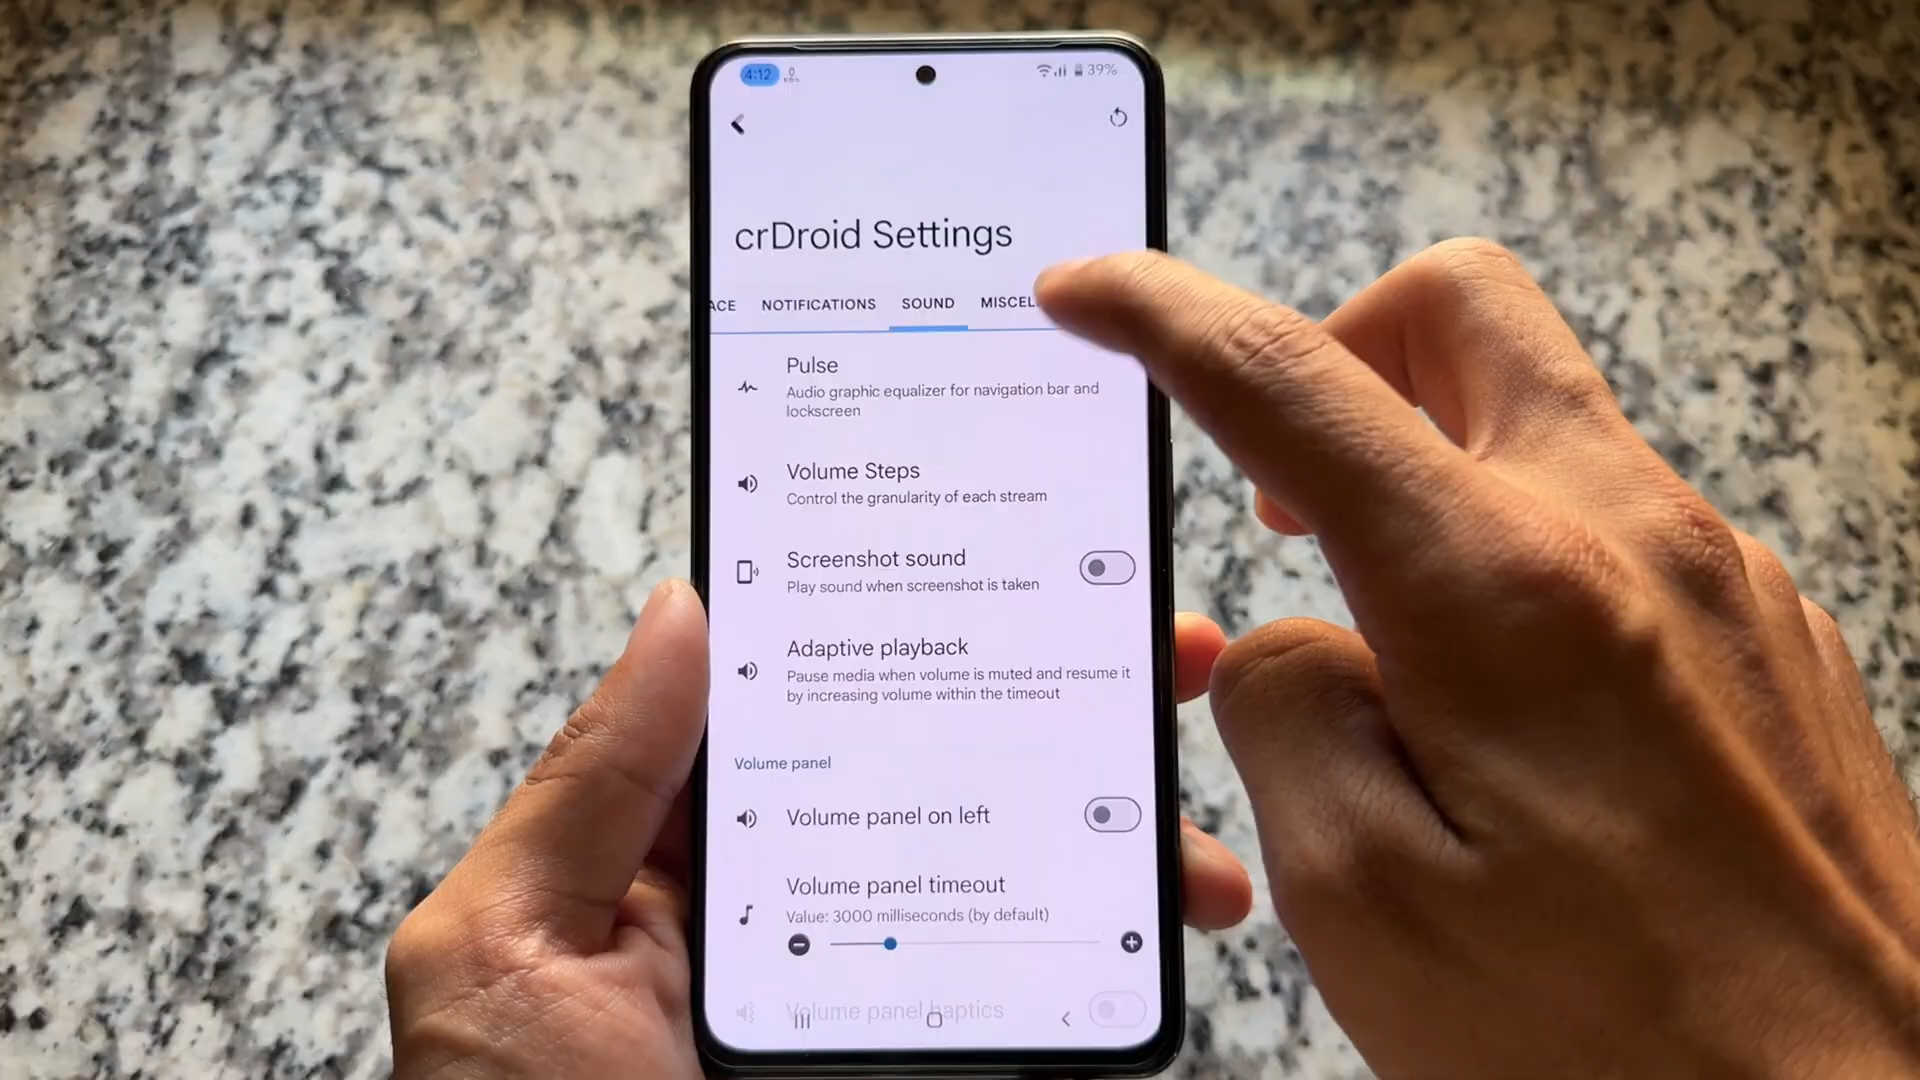 4:12 0 39%
crDroid Settings
ACE NOTIFICATIONS SOUND MISCEL
Pulse
Audio graphic equalizer for navigation bar and
lockscreen
Volume Steps
Control the granularity of each stream
Screenshot sound
Play sound when screenshot is taken
Adaptive playback
Pause media when volume is muted and resume it
by increasing volume within the timeout
Volume panel
Volume panel on left
Volume panel timeout
Value: 3000 milliseconds (by default)
Volume panel haptics